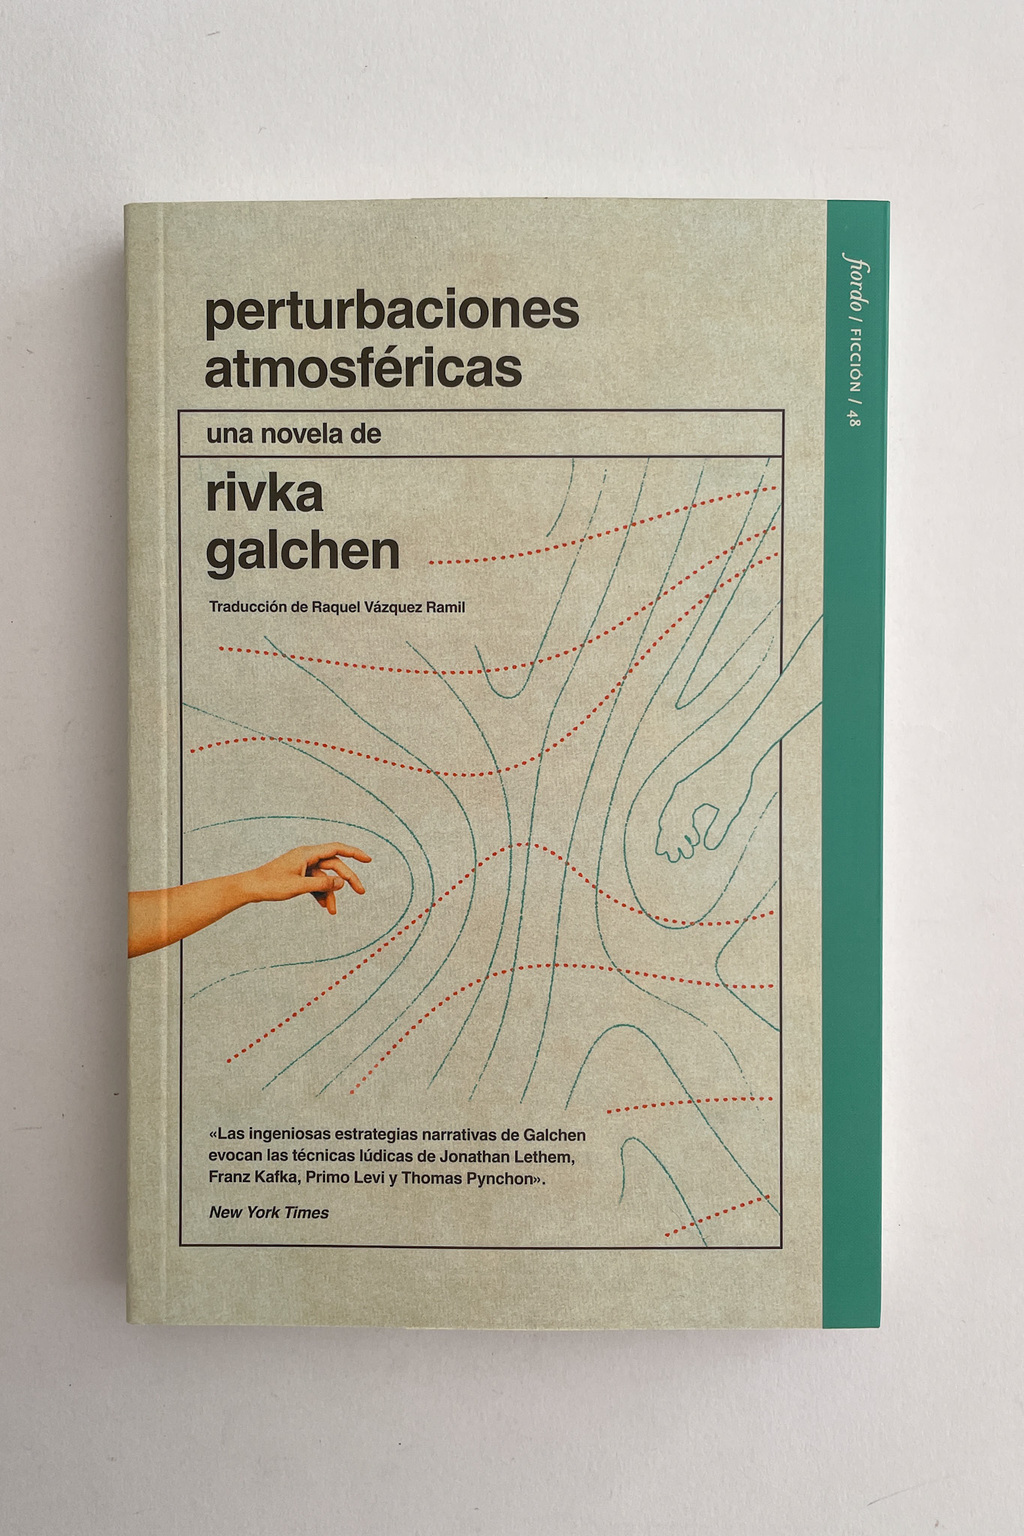 perturbaciones
atmosféricas
una novela de
rivka
galchen
Traducción de Raquel Vázquez Ramil
«Las ingeniosas estrategias narrativas de Galchen
evocan las técnicas lúdicas de Jonathan Lethem,
Franz Kafka, Primo Levi y Thomas Pynchon».
New York Times
fiordo / FICCIÓN / 48